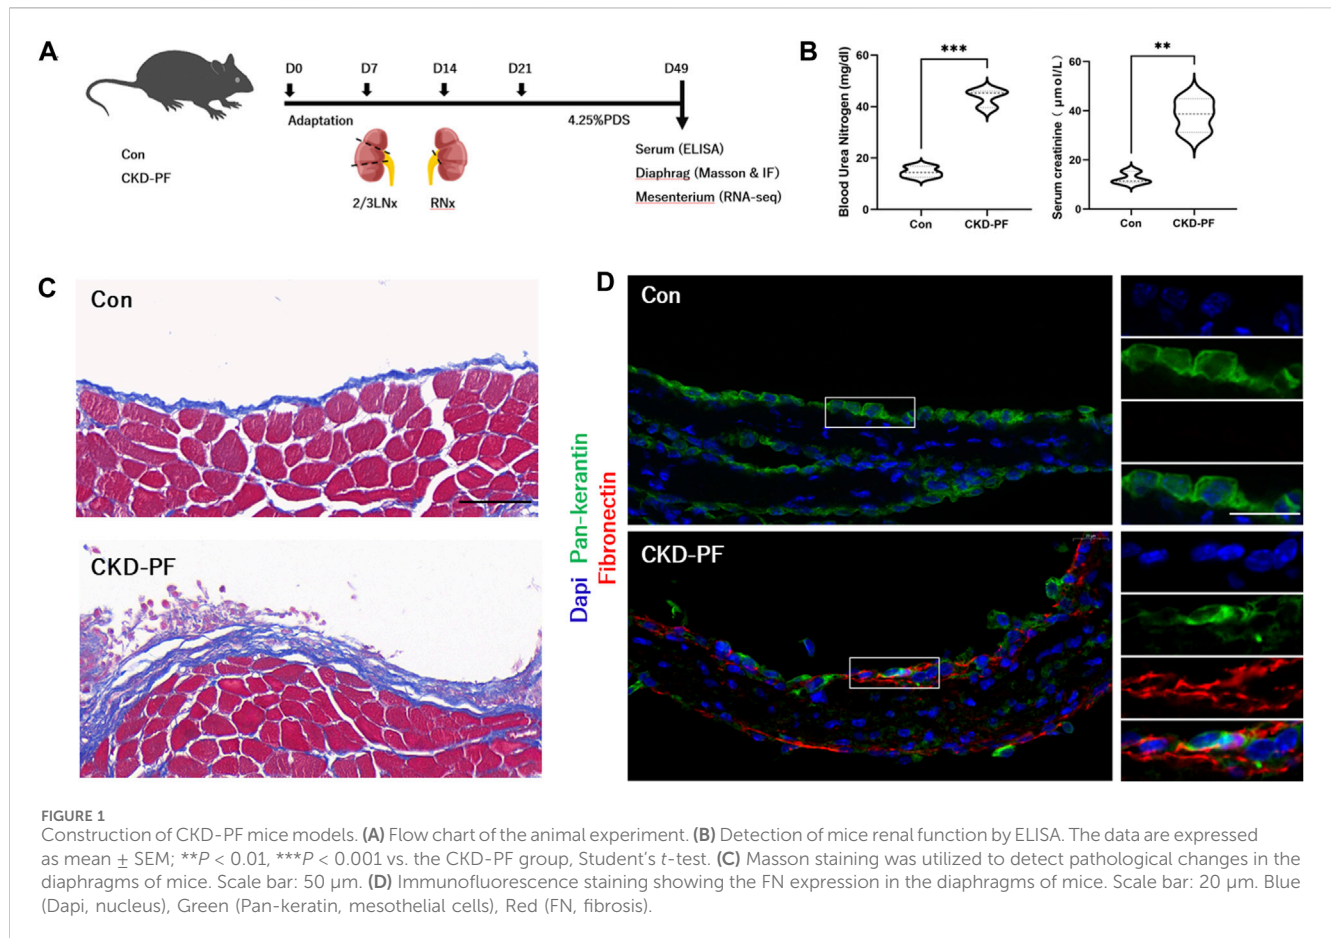 A
D0 D7 D14 D21 D49
Adaptation
4.25%PDS
Con
CKD-PF
2/3LNx RNx
Serum (ELISA)
Diaphrag (Masson & IF)
Mesenterium (RNA-seq)
B
Blood Urea Nitrogen (mg/dl)
60
40
20
0
***
Con CKD-PF
Serum creatinine ( μmol/L)
60
40
20
0
**
Con CKD-PF
C
Con
CKD-PF
D
Dapi Pan-kerantin
Fibronectin
Con
CKD-PF
FIGURE 1
Construction of CKD-PF mice models. (A) Flow chart of the animal experiment. (B) Detection of mice renal function by ELISA. The data are expressed
as mean ± SEM; **P < 0.01, ***P < 0.001 vs. the CKD-PF group, Student's t-test. (C) Masson staining was utilized to detect pathological changes in the
diaphragms of mice. Scale bar: 50 μm. (D) Immunofluorescence staining showing the FN expression in the diaphragms of mice. Scale bar: 20 μm. Blue
(Dapi, nucleus), Green (Pan-keratin, mesothelial cells), Red (FN, fibrosis).